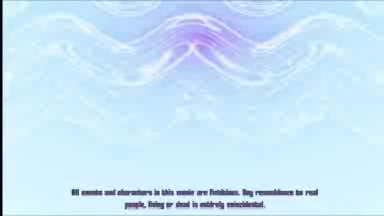 All events and characters in this movie are fictitious. Any resemblance to real
people, living or dead is entirely coincidental.